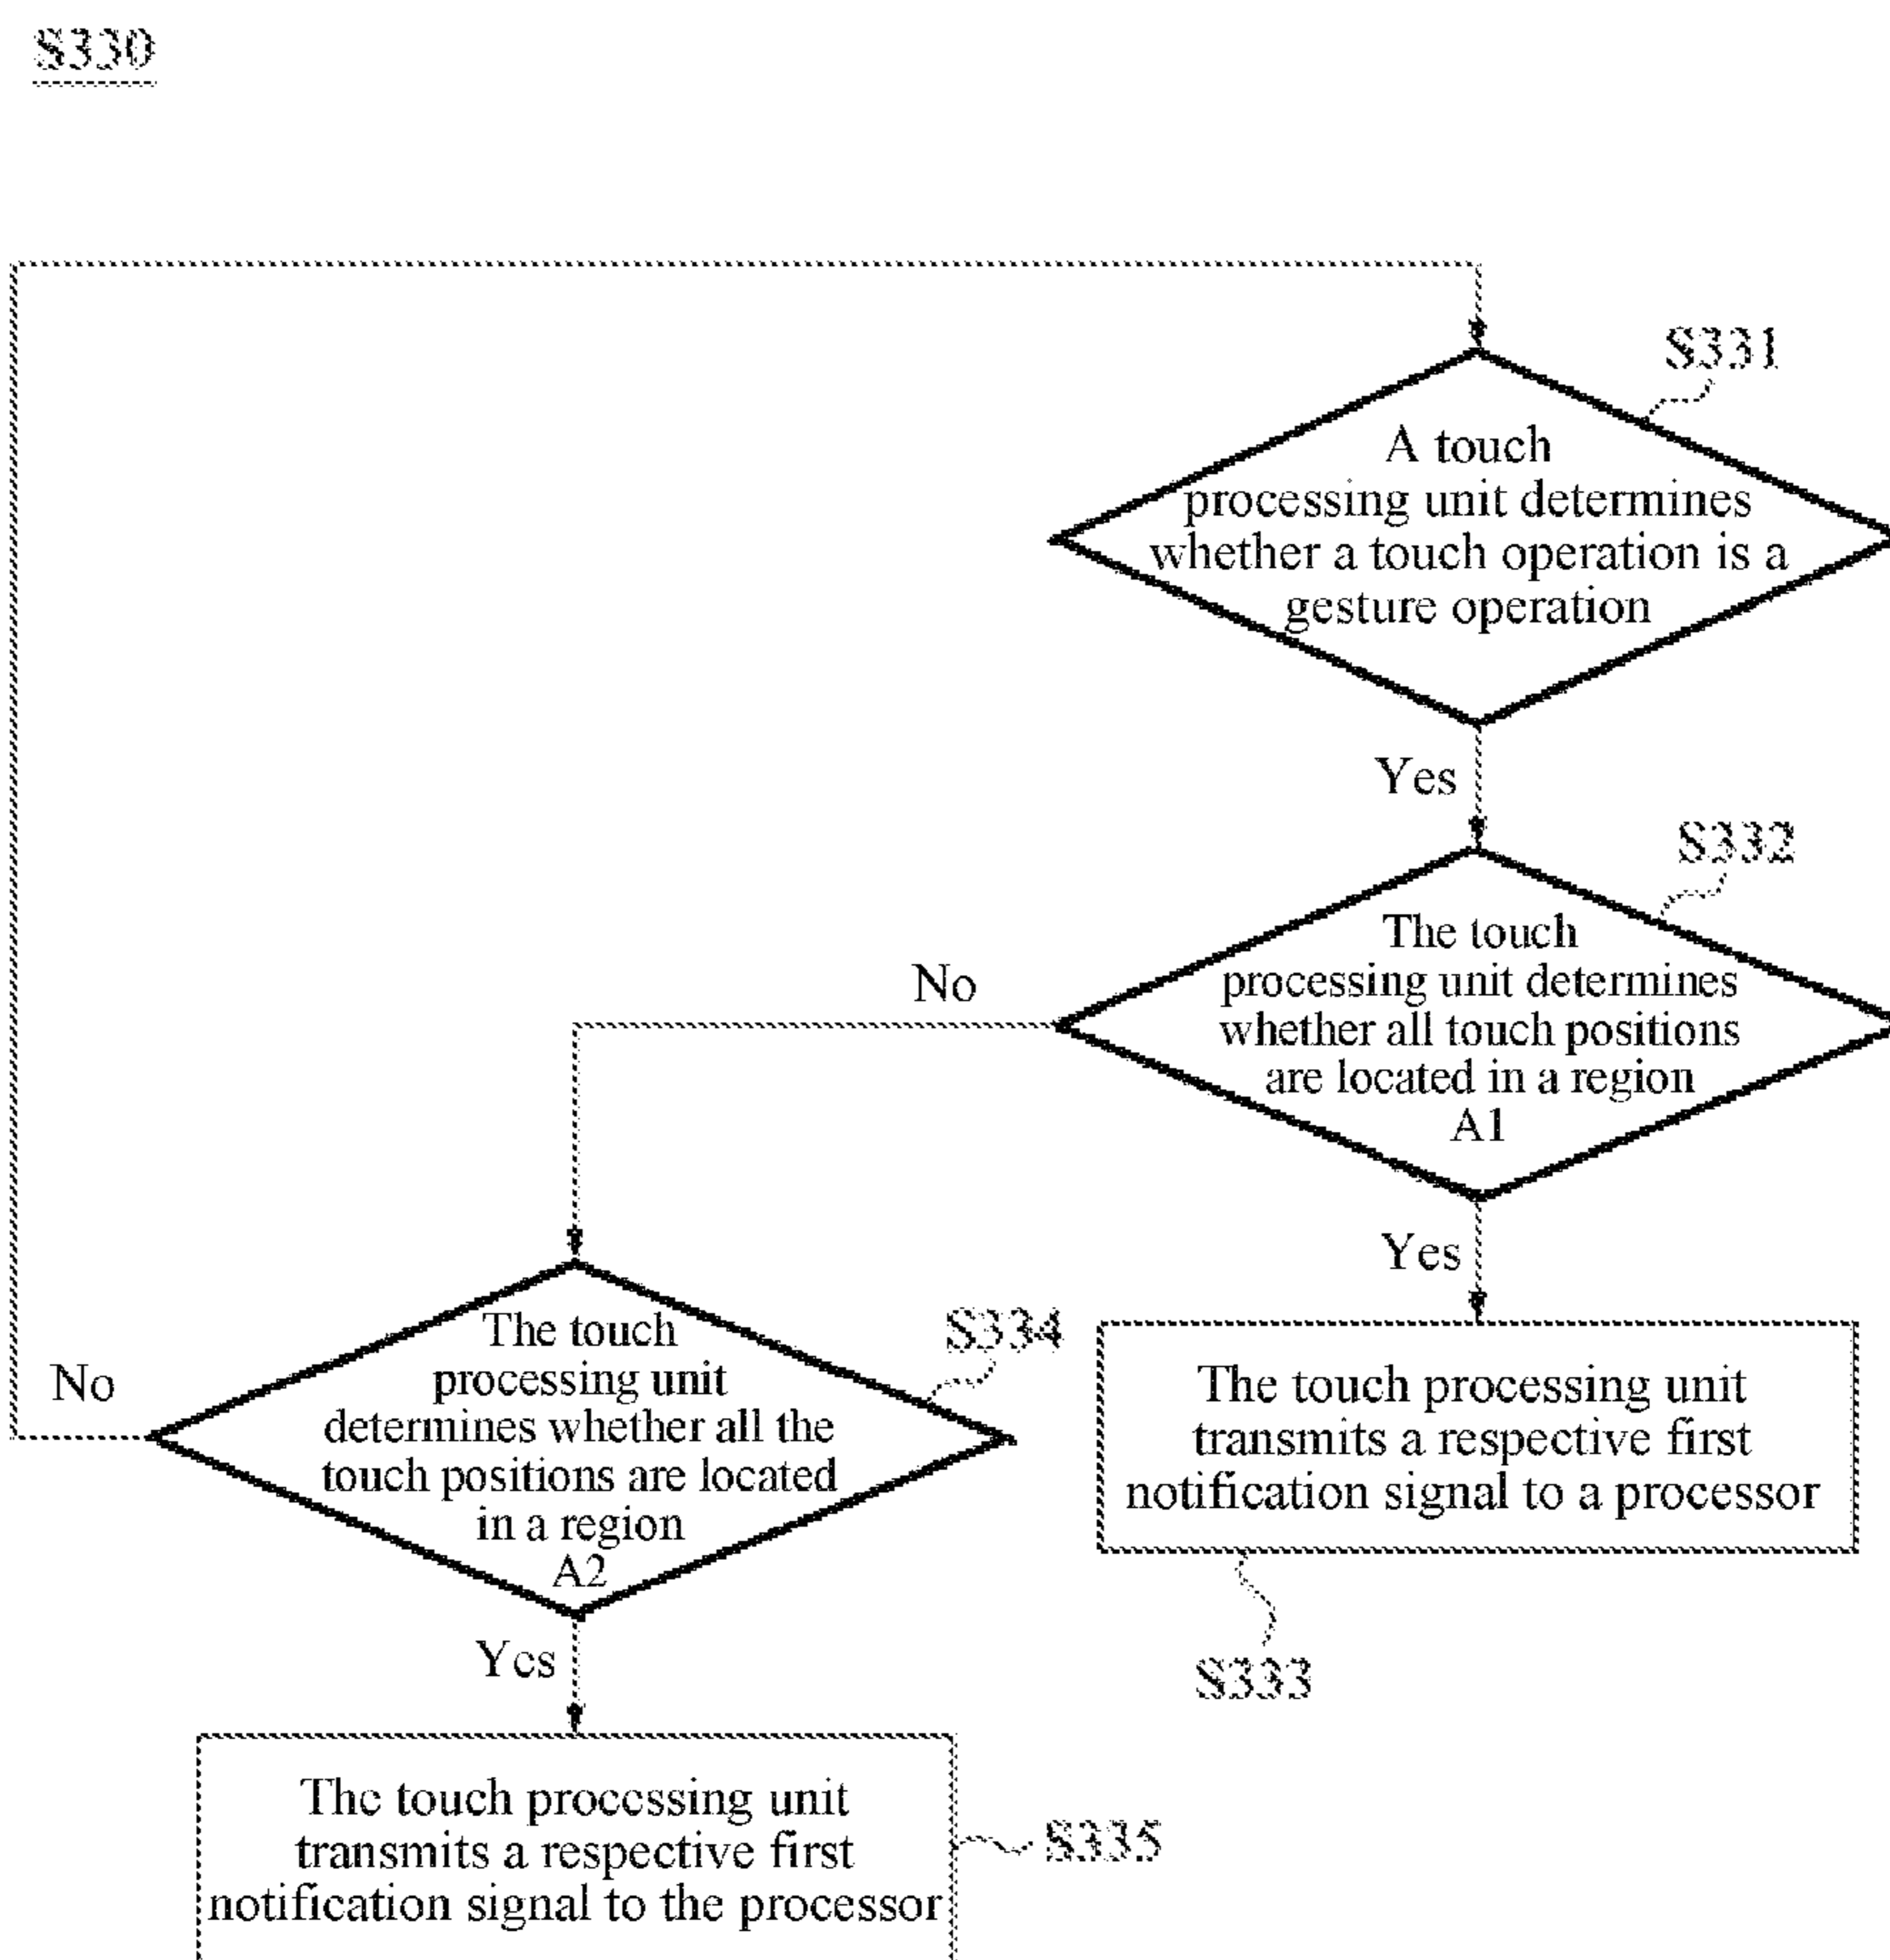 S330
S331
A touch
processing unit determines
whether a touch operation is a
gesture operation
Yes
S332
The touch
processing unit determines
whether all touch positions
are located in a region
A1
No
Yes
S334
The touch
processing unit
determines whether all the
touch positions are located
in a region
A2
No
The touch processing unit
transmits a respective first
notification signal to a processor
S333
Yes
The touch processing unit
transmits a respective first
notification signal to the processor
S335